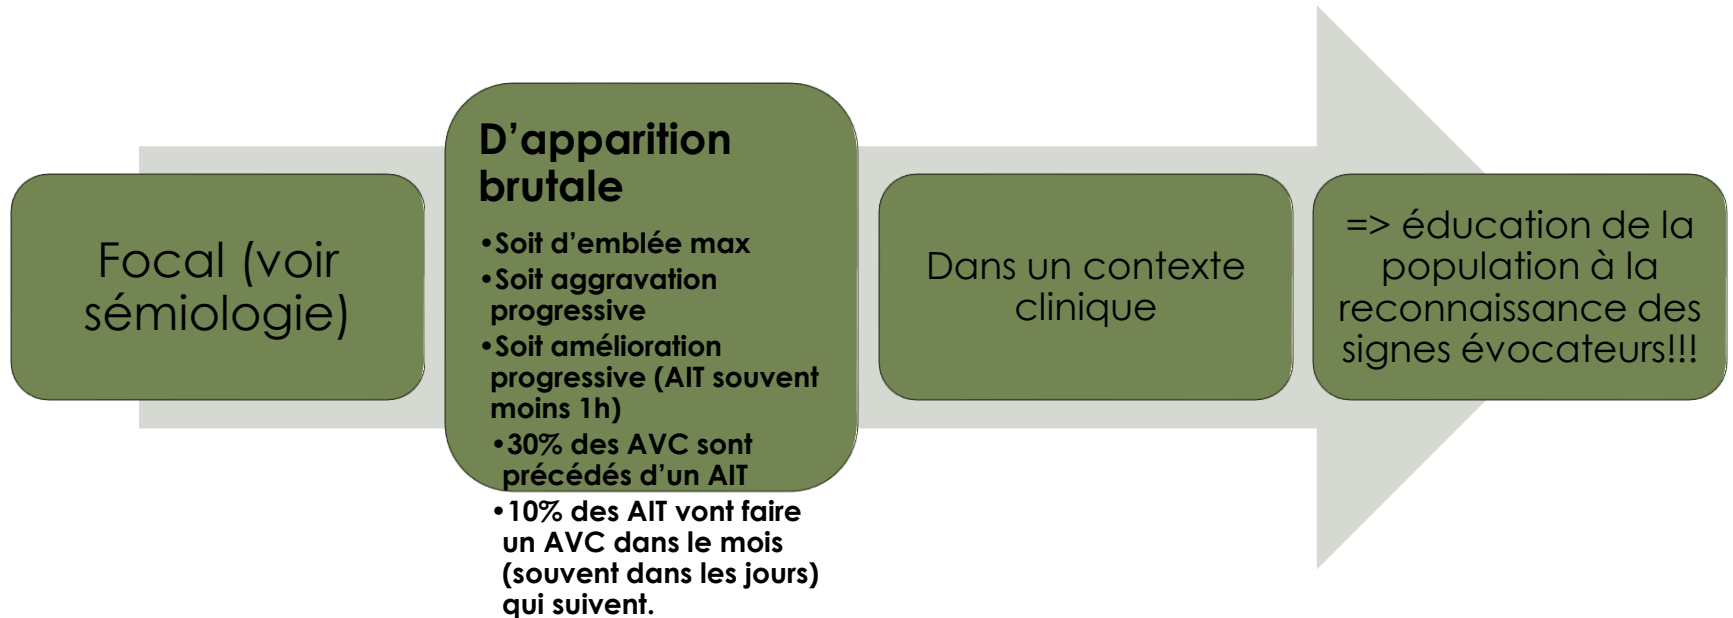 Focal (voir
sémiologie)
D’apparition
brutale
•Soit d’emblée max
•Soit aggravation
progressive
•Soit amélioration
progressive (AIT souvent
moins 1h)
•30% des AVC sont
précédés d’un AIT
•10% des AIT vont faire
un AVC dans le mois
(souvent dans les jours)
qui suivent.
Dans un contexte
clinique
=> éducation de la
population à la
reconnaissance des
signes évocateurs!!!